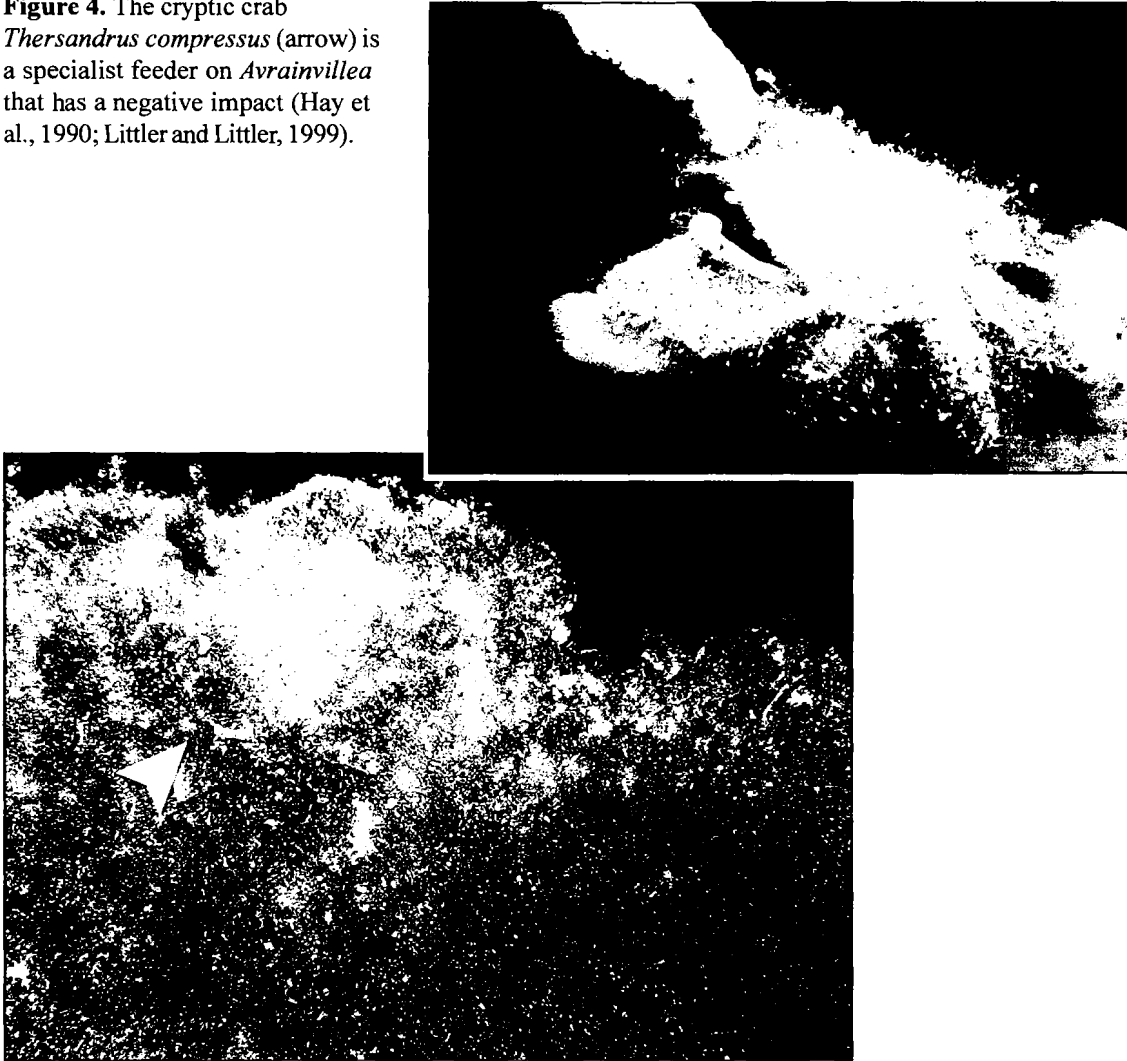 Figure 4. The cryptic crab
Thersandrus compressus (arrow) is
a specialist feeder on Avrainvillea
that has a negative impact (Hay et
al., 1990; Littler and Littler, 1999).